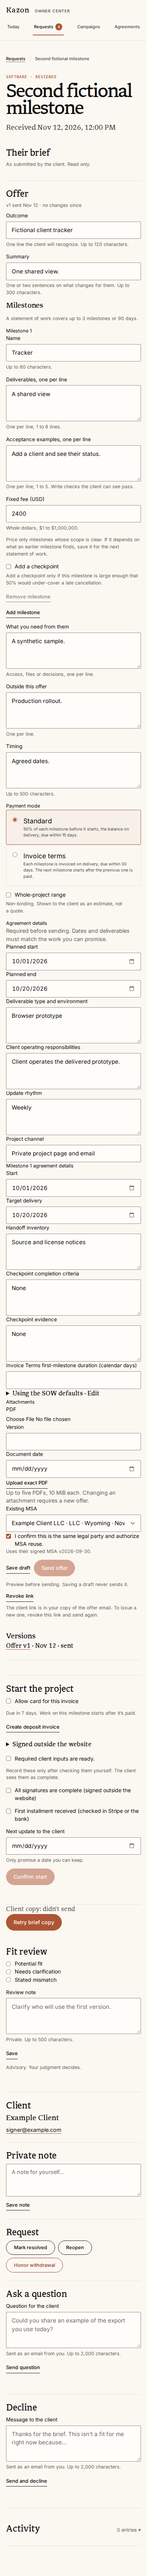 Kazon OWNER CENTER
Today Requests 4 Campaigns Agreements
Requests Second fictional milestone
SOFTWARE · REVIEWED
Second fictional
milestone
Received Nov 12, 2026, 12:00 PM
Their brief
As submitted by the client. Read only.
Offer
v1 sent Nov 12 · no changes since
Outcome
Fictional client tracker
One line the client will recognize. Up to 120 characters.
Summary
One shared view.
One or two sentences on what changes for them. Up to
300 characters.
Milestones
A statement of work covers up to 3 milestones or 90 days.
Milestone 1
Name
Tracker
Up to 80 characters.
Deliverables, one per line
A shared view
One per line, 1 to 8 lines.
Acceptance examples, one per line
Add a client and see their status.
One per line, 1 to 5. Write checks the client can see pass.
Fixed fee (USD)
2400
Whole dollars, $1 to $1,000,000.
Price only milestones whose scope is clear. If it depends on
what an earlier milestone finds, save it for the next
statement of work.
Add a checkpoint
Add a checkpoint only if this milestone is large enough that
50% would under-cover a late cancellation.
Remove milestone
Add milestone
What you need from them
A synthetic sample.
Access, files or decisions, one per line.
Outside this offer
Production rollout.
One per line.
Timing
Agreed dates.
Up to 500 characters.
Payment mode
Standard
50% of each milestone before it starts, the balance on
delivery, due within 15 days.
Invoice terms
Each milestone is invoiced on delivery, due within 30
days. The next milestone starts after the previous one is
paid.
Whole-project range
Non-binding. Shown to the client as an estimate, not
a quote.
Agreement details
Required before sending. Dates and deliverables
must match the work you can promise.
Planned start
10/01/2026
Planned end
10/20/2026
Deliverable type and environment
Browser prototype
Client operating responsibilities
Client operates the delivered prototype.
Update rhythm
Weekly
Project channel
Private project page and email
Milestone 1 agreement details
Start
10/01/2026
Target delivery
10/20/2026
Handoff inventory
Source and license notices
Checkpoint completion criteria
None
Checkpoint evidence
None
Invoice Terms first-milestone duration (calendar days)
Using the SOW defaults · Edit
Attachments
PDF
Choose File No file chosen
Version
Document date
mm/dd/yyyy
Upload exact PDF
Up to five PDFs, 10 MiB each. Changing an
attachment requires a new offer.
Existing MSA
Example Client LLC · LLC · Wyoming · Nov
I confirm this is the same legal party and authorize
MSA reuse.
Uses their signed MSA v2026-09-30.
Save draft Send offer
Preview before sending. Saving a draft never sends it.
Revoke link
The client link is in your copy of the offer email. To issue a
new one, revoke this link and send again.
Versions
Offer v1 · Nov 12 · sent
Start the project
Allow card for this invoice
Due in 7 days. Work on this milestone starts after it's paid.
Create deposit invoice
Signed outside the website
Required client inputs are ready.
Record these only after checking them yourself. The client
sees them as complete.
All signatures are complete (signed outside the
website)
First installment received (checked in Stripe or the
bank)
Next update to the client
mm/dd/yyyy
Only promise a date you can keep.
Confirm start
Client copy: didn't send
Retry brief copy
Fit review
Potential fit
Needs clarification
Stated mismatch
Review note
Clarify who will use the first version.
Private. Up to 500 characters.
Save
Advisory. Your judgment decides.
Client
Example Client
signer@example.com
Private note
A note for yourself...
Save note
Request
Mark resolved Reopen
Honor withdrawal
Ask a question
Question for the client
Could you share an example of the export
you use today?
Sent as an email from you. Up to 2,000 characters.
Send question
Decline
Message to the client
Thanks for the brief. This isn't a fit for me
right now because...
Sent as an email from you. Up to 2,000 characters.
Send and decline
Activity 0 entries